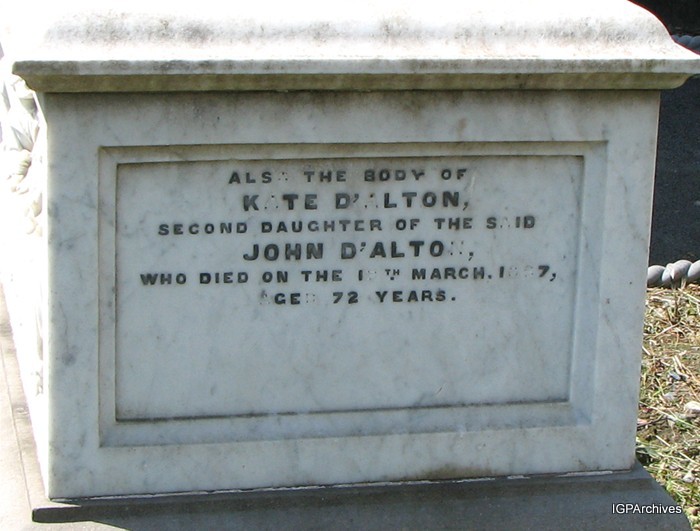 ALSO THE BODY OF
KATE D'ALTON,
SECOND DAUGHTER OF THE SAID
JOHN D'ALTON,
WHO DIED ON THE MARCH.
AGED 72 YEARS.
IGPArchives